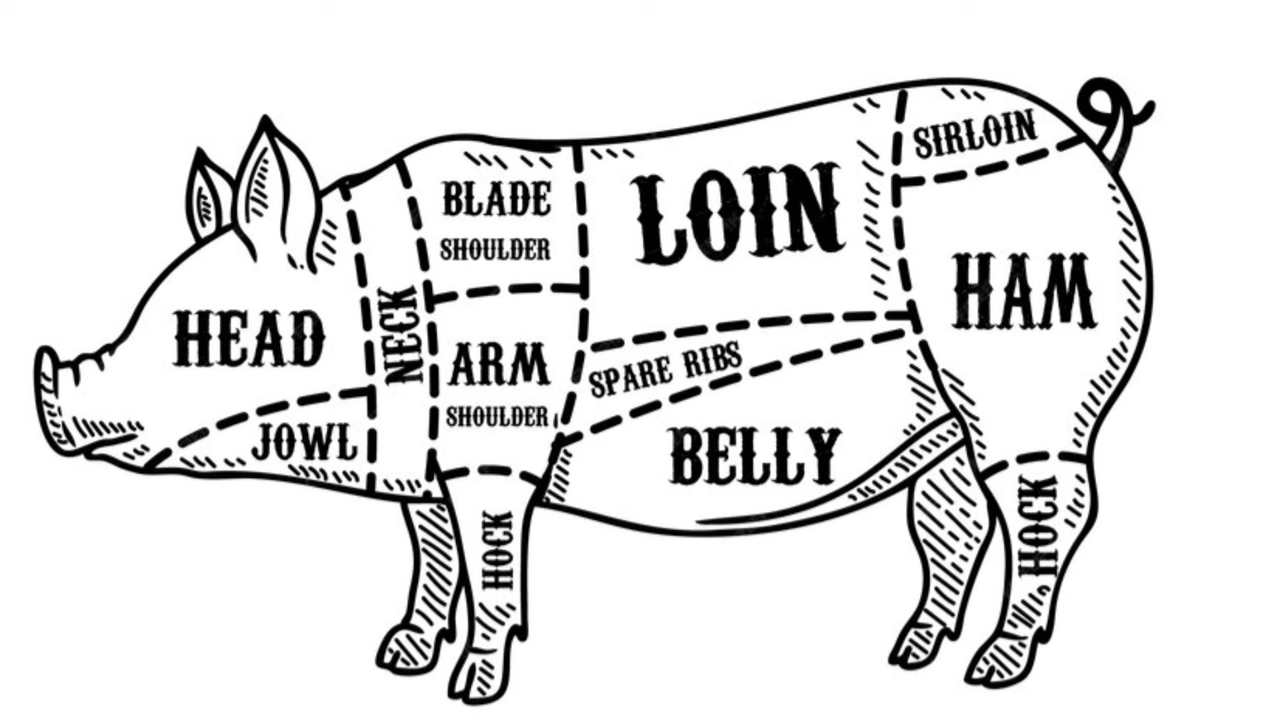 SIRLOIN
BLADE
SHOULDER
LOIN
HAM
HEAD
NECK
ARM
SHOULDER
SPARE RIBS
JOWL
BELLY
HOCK
HOCK